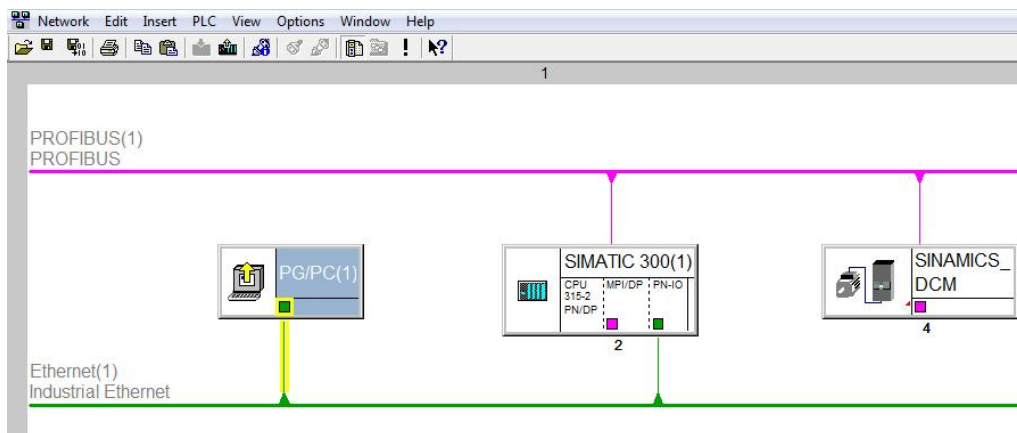 Network Edit Insert PLC View Options Window Help
1
PROFIBUS(1)
PROFIBUS
PG/PC(1)
SIMATIC 300(1)
CPU
315-2
PN/DP
MPI/DP
PN-IO
2
SINAMICS_
DCM
4
Ethernet(1)
Industrial Ethernet